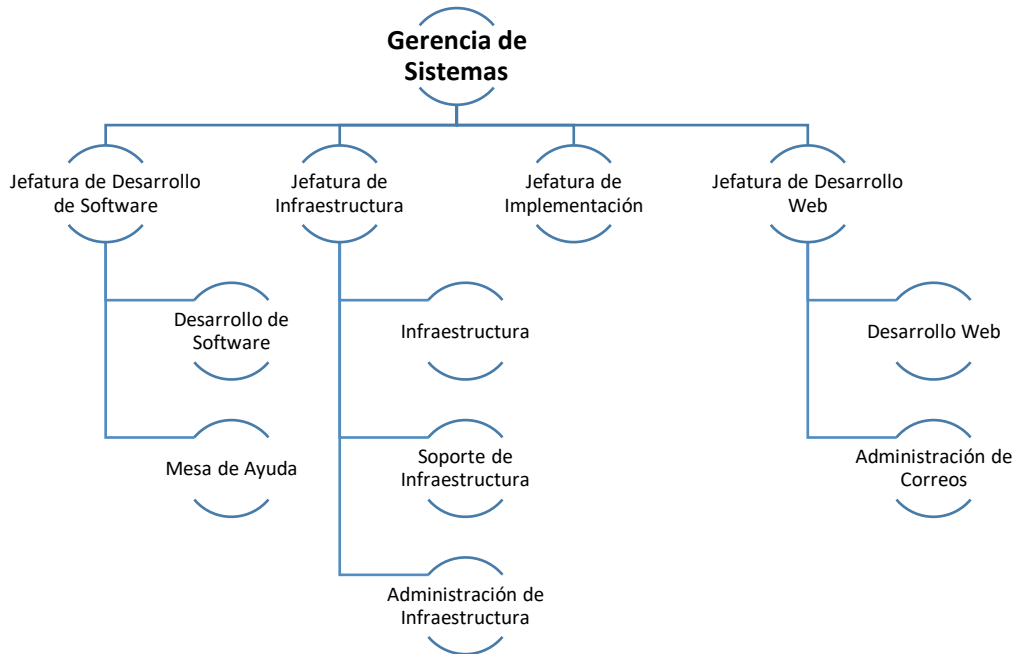 Gerencia de
Sistemas
Jefatura de Desarrollo
de Software
Jefatura de
Infraestructura
Jefatura de
Implementación
Jefatura de Desarrollo
Web
Desarrollo de
Software
Infraestructura
Desarrollo Web
Mesa de Ayuda
Soporte de
Infraestructura
Administración de
Correos
Administración de
Infraestructura